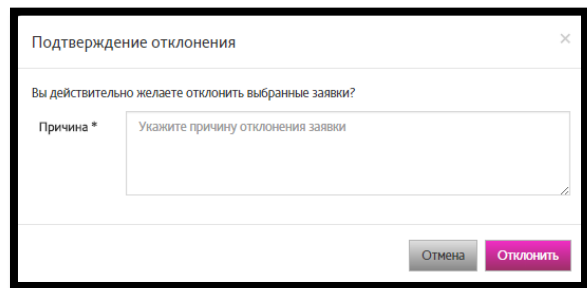 Подтверждение отклонения ×
Вы действительно желаете отклонить выбранные заявки?
Причина * Укажите причину отклонения заявки
Отмена Отклонить